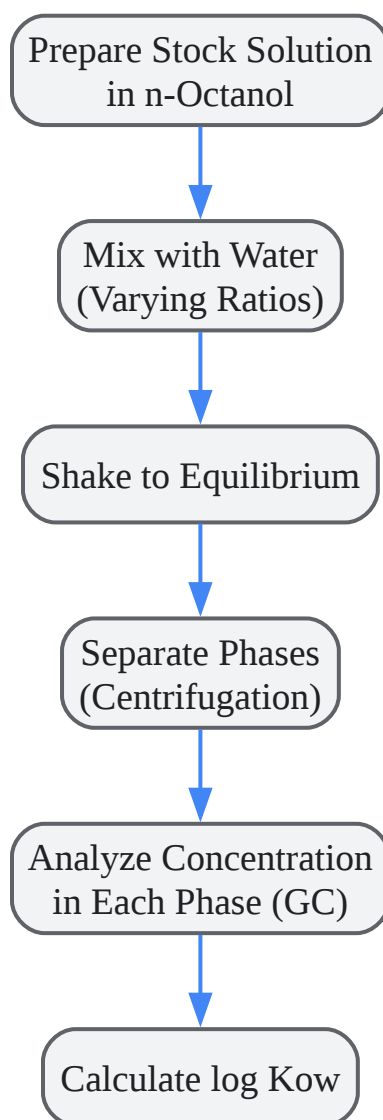 Prepare Stock Solution
in n-Octanol
Mix with Water
(Varying Ratios)
Shake to Equilibrium
Separate Phases
(Centrifugation)
Analyze Concentration
in Each Phase (GC)
Calculate log Kow